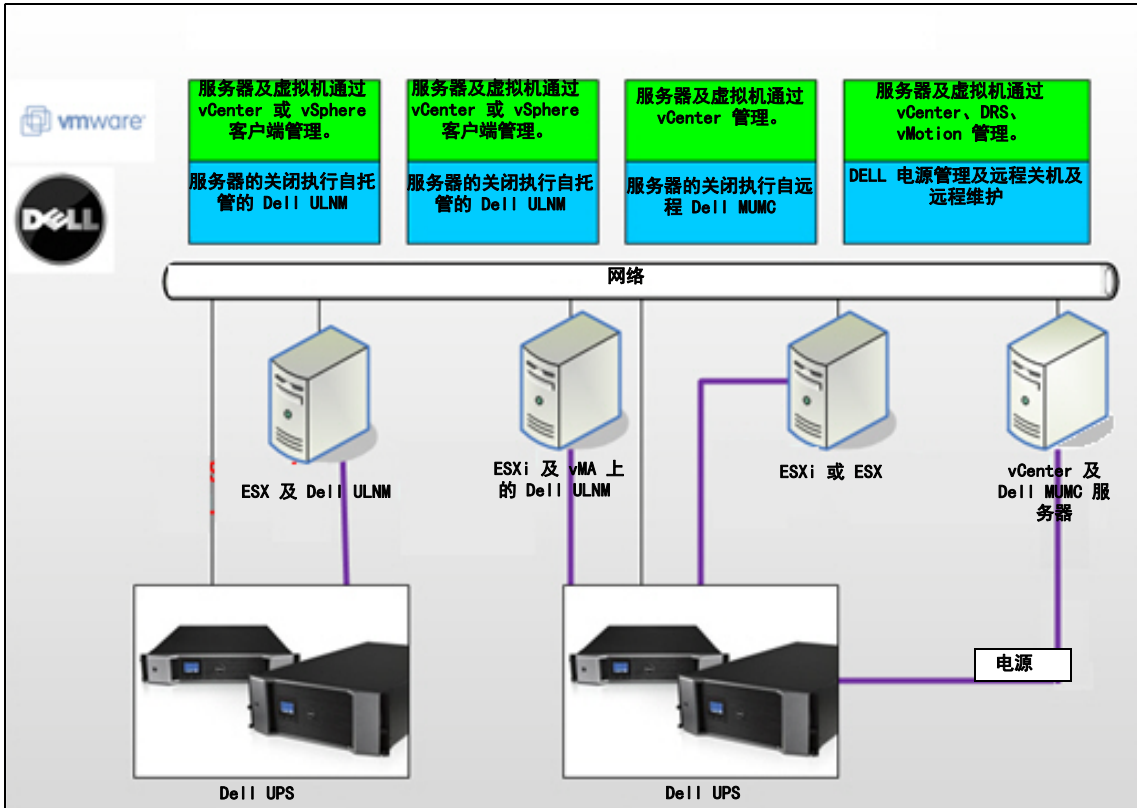 服务器及虚拟机通过
vCenter 或 vSphere
客户端管理。
服务器及虚拟机通过
vCenter 或 vSphere
客户端管理。
服务器及虚拟机通过
vCenter 管理。
服务器及虚拟机通过
vCenter、DRS、
vMotion 管理。
vmware
服务器的关闭执行自托
管的 Dell ULNM
服务器的关闭执行自托
管的 Dell ULNM
服务器的关闭执行自远
程 Dell MUMC
DELL 电源管理及远程关机及
远程维护
DELL
网络
ESX 及 Dell ULNM
ESXi 及 vMA 上
的 Dell ULNM
ESXi 或 ESX
vCenter 及
Dell MUMC 服
务器
电源
Dell UPS
Dell UPS